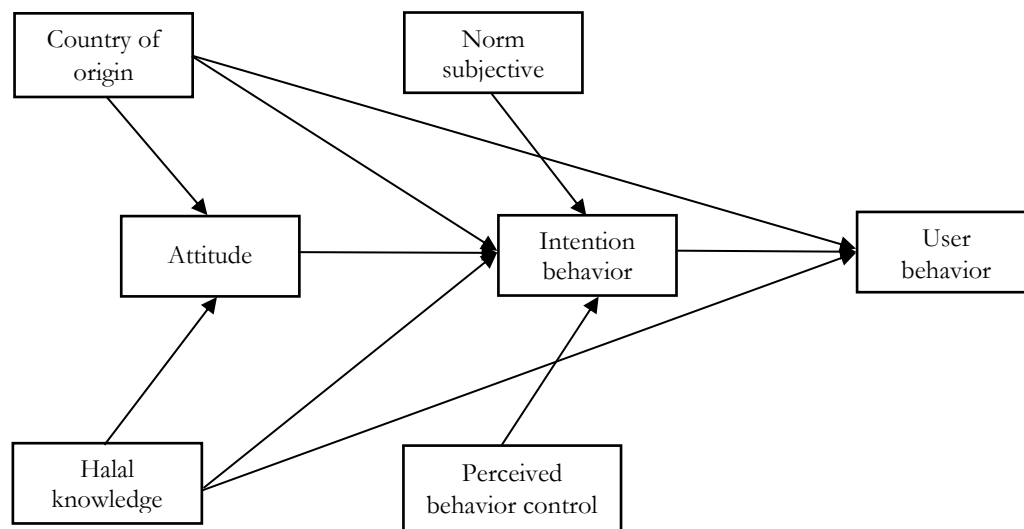 Country of
origin
Norm
subjective
Attitude
Intention
behavior
User
behavior
Halal
knowledge
Perceived
behavior control